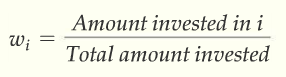 wᵢ = Amount invested in i
Total amount invested